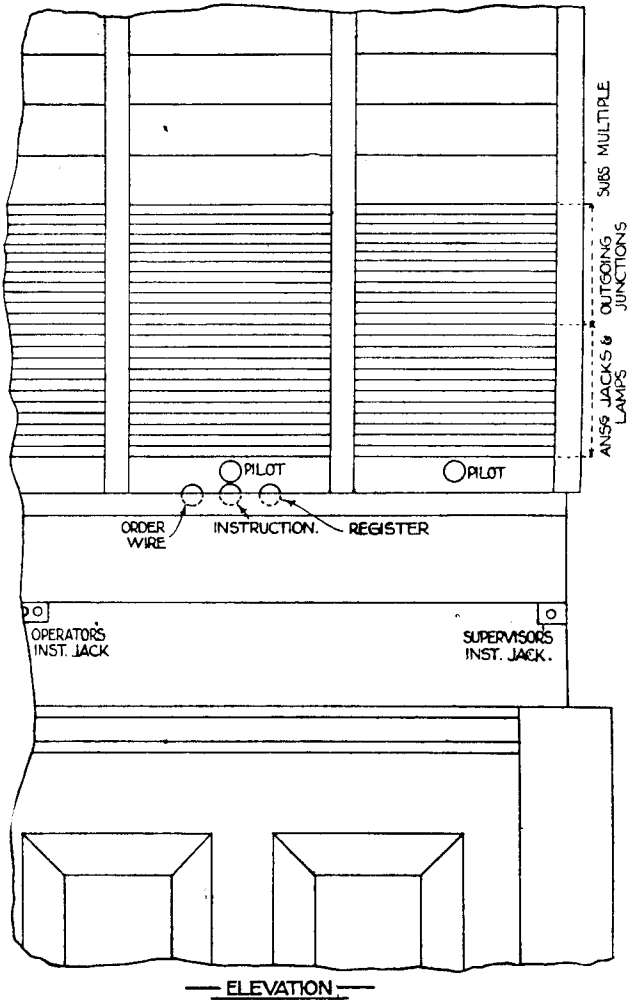 SUBS MULTIPLE
OUTGOING
JUNCTIONS
ANSG JACKS &
LAMPS
PILOT
PILOT
ORDER
WIRE
INSTRUCTION.
REGISTER
OPERATORS
INST. JACK
SUPERVISORS
INST. JACK.
ELEVATION